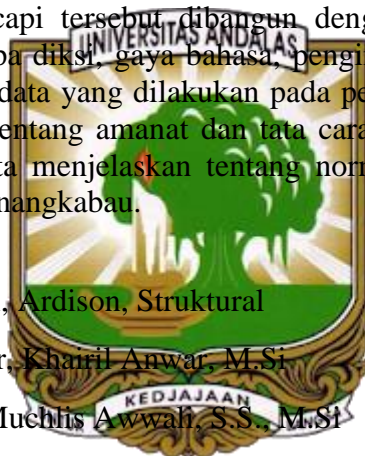 capi tersebut dibangun deng
UNIVERSITAS ANDALAS
pa diksi, gaya bahasa, pengi
data yang dilakukan pada pe
entang amanat dan tata cara
ta menjelaskan tentang nor
nangkabau.
, Ardison, Struktural
r, Khairil Anwar, M.Si
KEDJAJAAN
Muchlis Awwali, S.S., M.Si